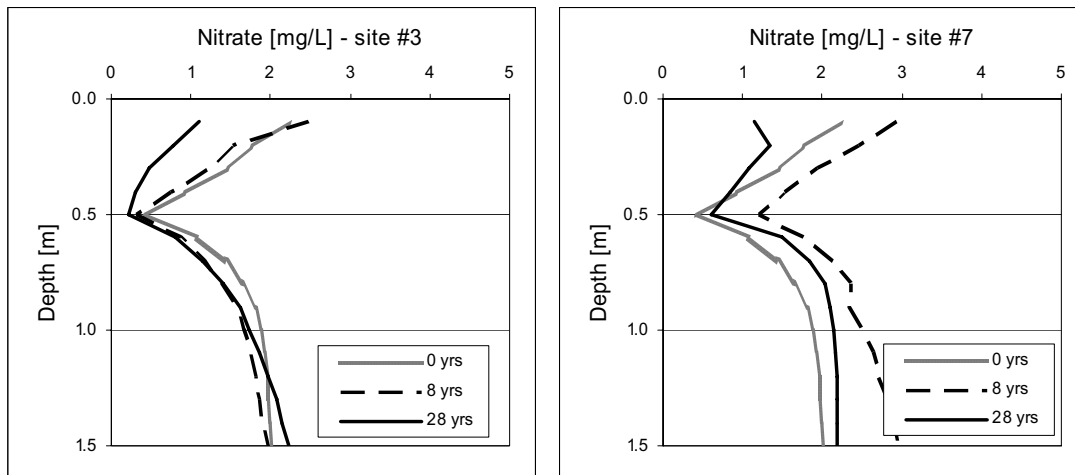 Nitrate [mg/L] - site #3
0 1 2 3 4 5
0.0
0.5
1.0
1.5
Depth [m]
0 yrs
8 yrs
28 yrs
Nitrate [mg/L] - site #7
0 1 2 3 4 5
0.0
0.5
1.0
1.5
Depth [m]
0 yrs
8 yrs
28 yrs